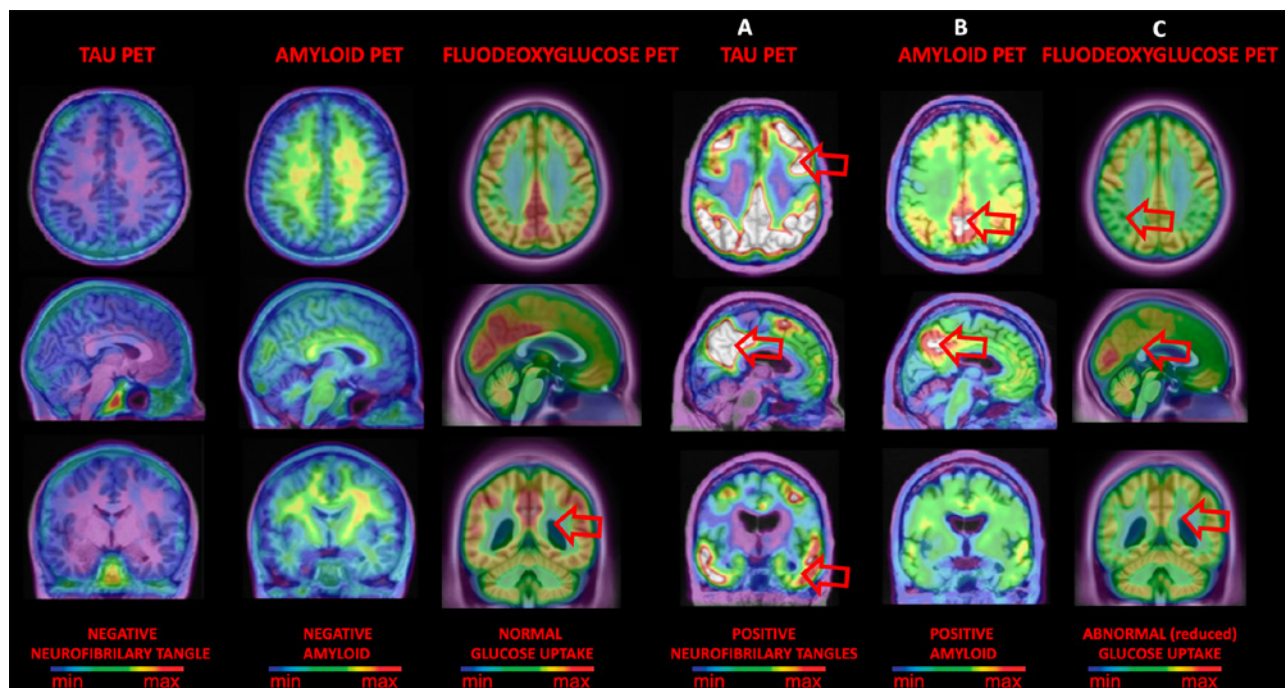 A B C
TAU PET AMYLOID PET FLUODEOXYGLUCOSE PET TAU PET AMYLOID PET FLUODEOXYGLUCOSE PET
NEGATIVE NEGATIVE NORMAL POSITIVE POSITIVE ABNORMAL (reduced)
NEUROFIBRILARY TANGLE AMYLOID GLUCOSE UPTAKE NEUROFIBRILARY TANGLES AMYLOID GLUCOSE UPTAKE
min max min max min max min max min max min max